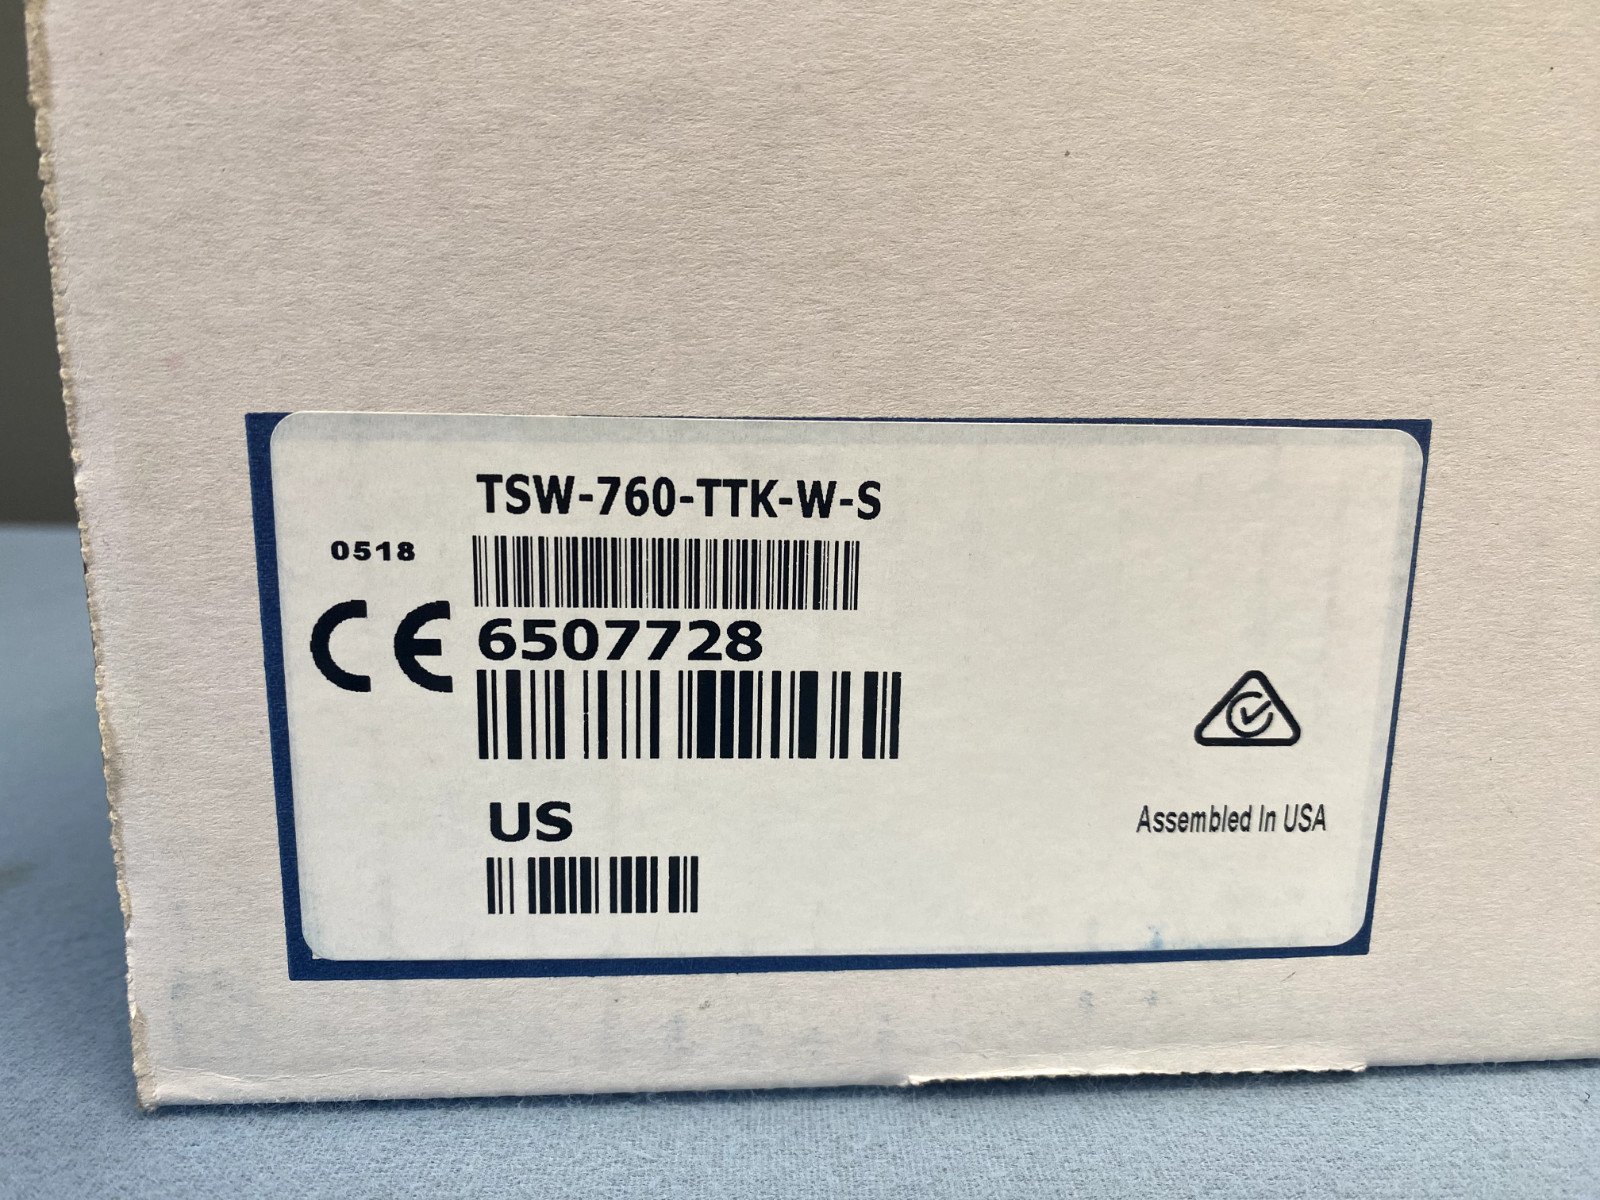 TSW-760-TTK-W-S
0518
CE
6507728
US
Assembled In USA